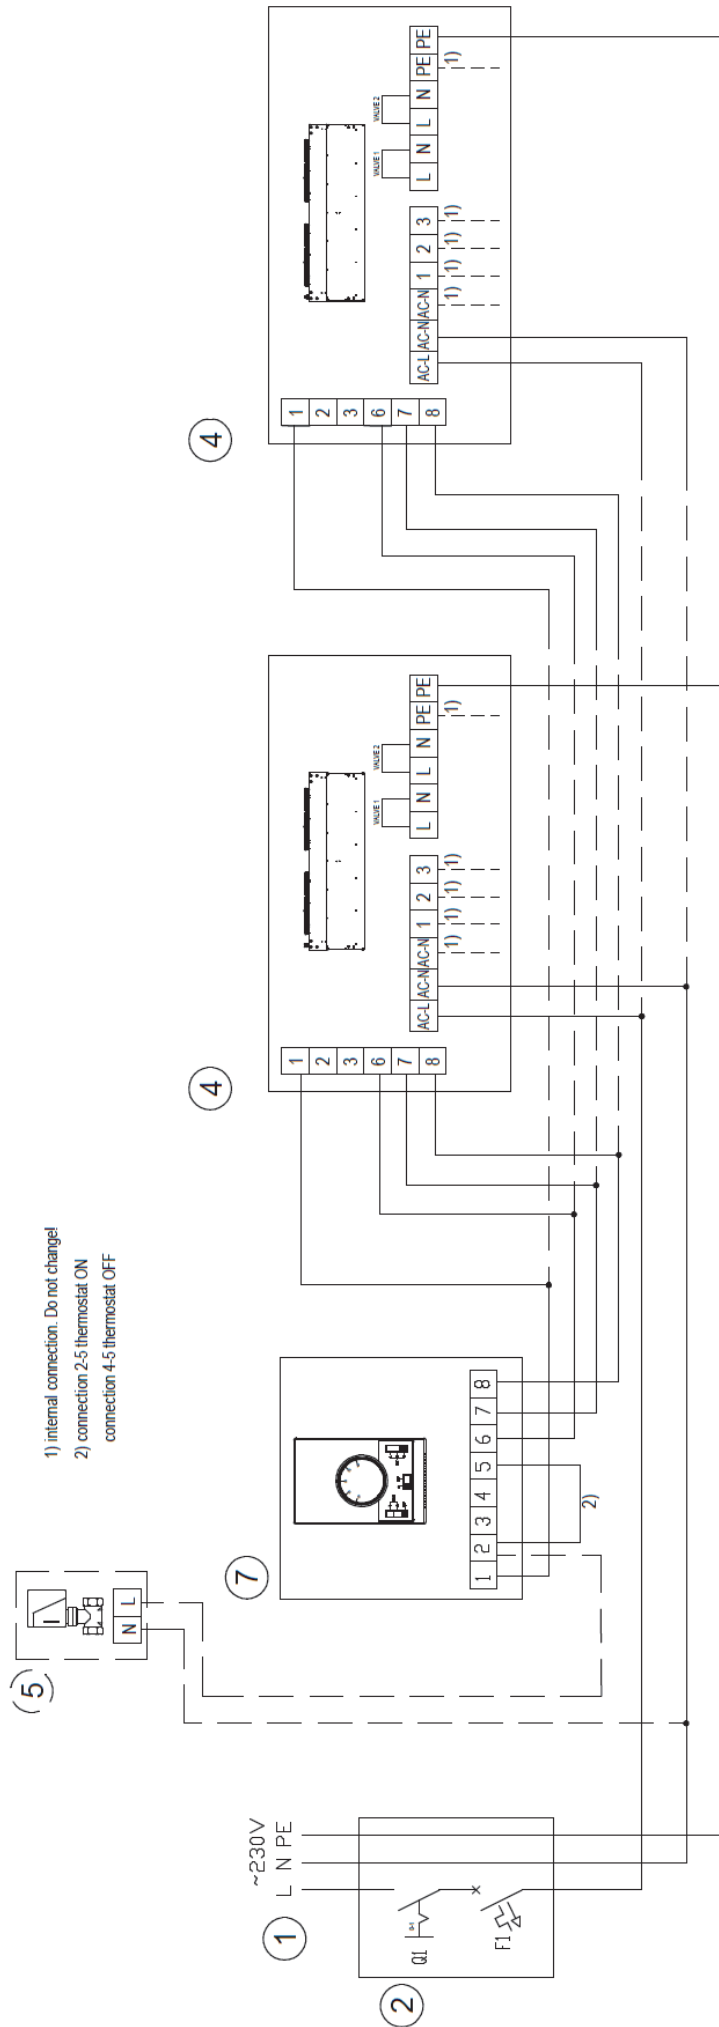 1) internal connection. Do not change!
2) connection 2-5 thermostat ON
connection 4-5 thermostat OFF
5
N L
1
~230V
L N PE
2
Q1
F1
7
1 2 3 4 5 6 7 8
2)
4
1
2
3
6
7
8
AC-L AC-N AC-N 1 2 3
1) 1) 1) 1)
VALVE 1
VALVE 2
L N L N PE PE
1)
4
1
2
3
6
7
8
AC-L AC-N AC-N 1 2 3
1) 1) 1) 1)
VALVE 1
VALVE 2
L N L N PE PE
1)